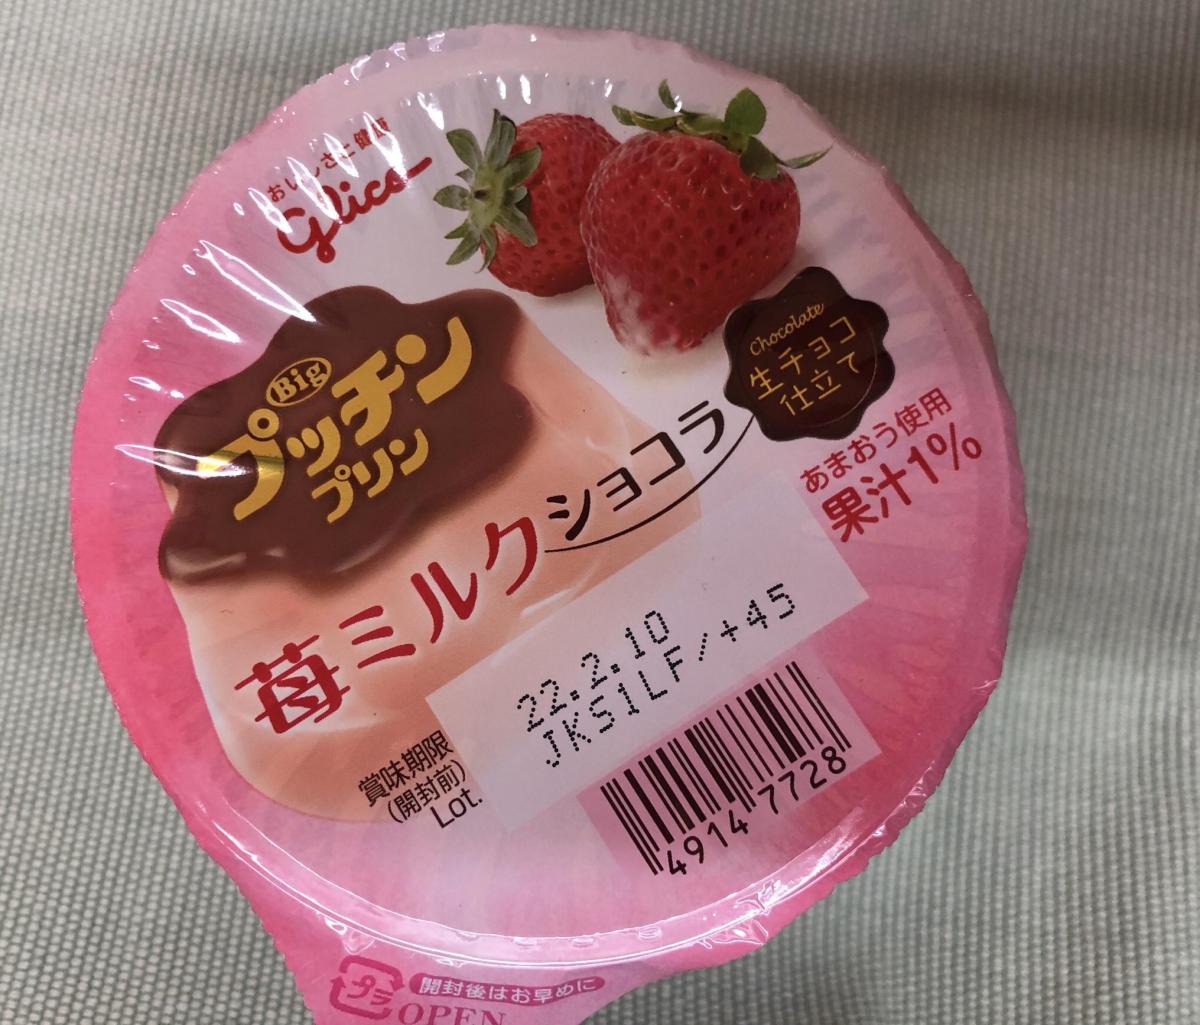 おいしさと健康
Glico
Big
プッチン
プリン
Chocolate
生チョコ
仕立て
苺ミルクショコラ
あまおう使用
果汁1%
22.2.10
JKS1LF/+45
賞味期限
(開封前)
Lot.
4914 7728
プラ
開封後はお早めに
OPEN